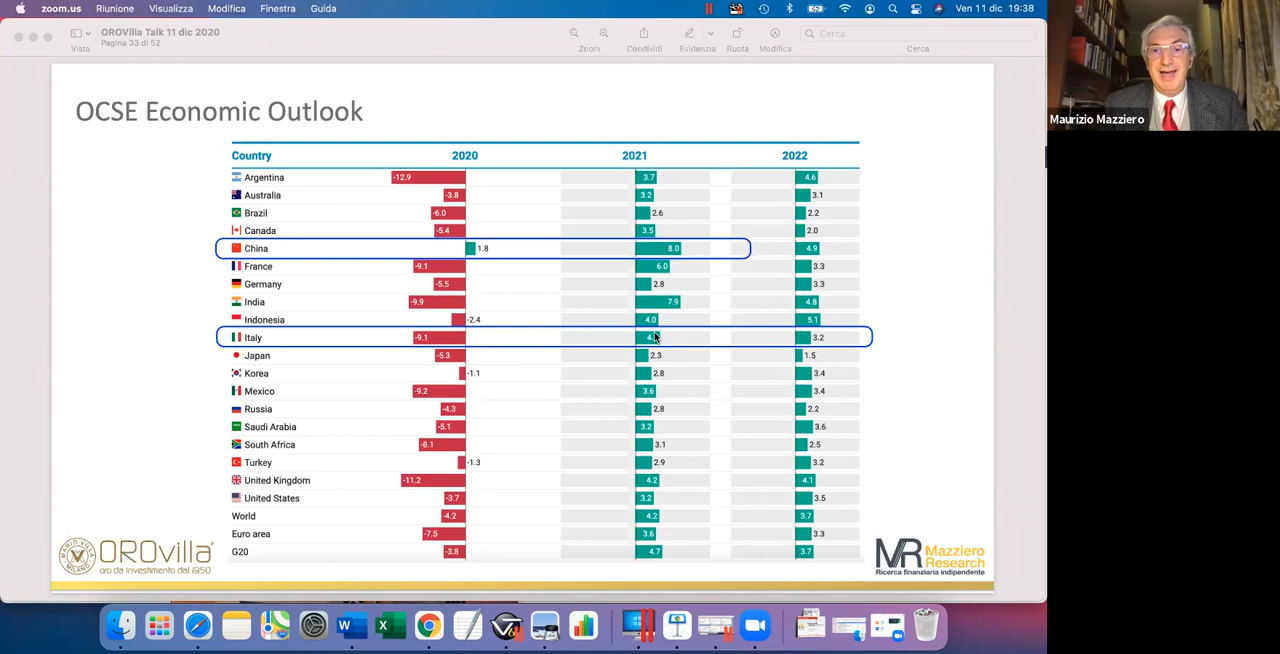 zoom.us Riunione Visualizza Modifica Finestra Guida Ven 11 dic 19:38
OROVilla Talk 11 dic 2020
Pagina 33 di 52
Vista Zoom Condividi Evidenzia Ruota Modifica Cerca
Cerca
Maurizio Mazziero
OCSE Economic Outlook
Country 2020 2021 2022
Argentina -12.9 3.7 4.6
Australia -3.8 3.2 3.1
Brazil -6.0 2.6 2.2
Canada -5.4 3.5 2.0
China 1.8 8.0 4.9
France -9.1 6.0 3.3
Germany -5.5 2.8 3.3
India -9.9 7.9 4.8
Indonesia -2.4 4.0 5.1
Italy -9.1 3.2
Japan -5.3 2.3 1.5
Korea -1.1 2.8 3.4
Mexico -9.2 3.6 3.4
Russia -4.3 2.8 2.2
Saudi Arabia -5.1 3.2 3.6
South Africa -8.1 3.1 2.5
Turkey -1.3 2.9 3.2
United Kingdom -11.2 4.2 4.1
United States -3.7 3.2 3.5
World -4.2 4.2 3.7
Euro area -7.5 3.6 3.3
G20 -3.8 4.7 3.7
OROvilla
oro da investimento dal 1950
MR Mazziero
Research
Ricerca finanziaria indipendente